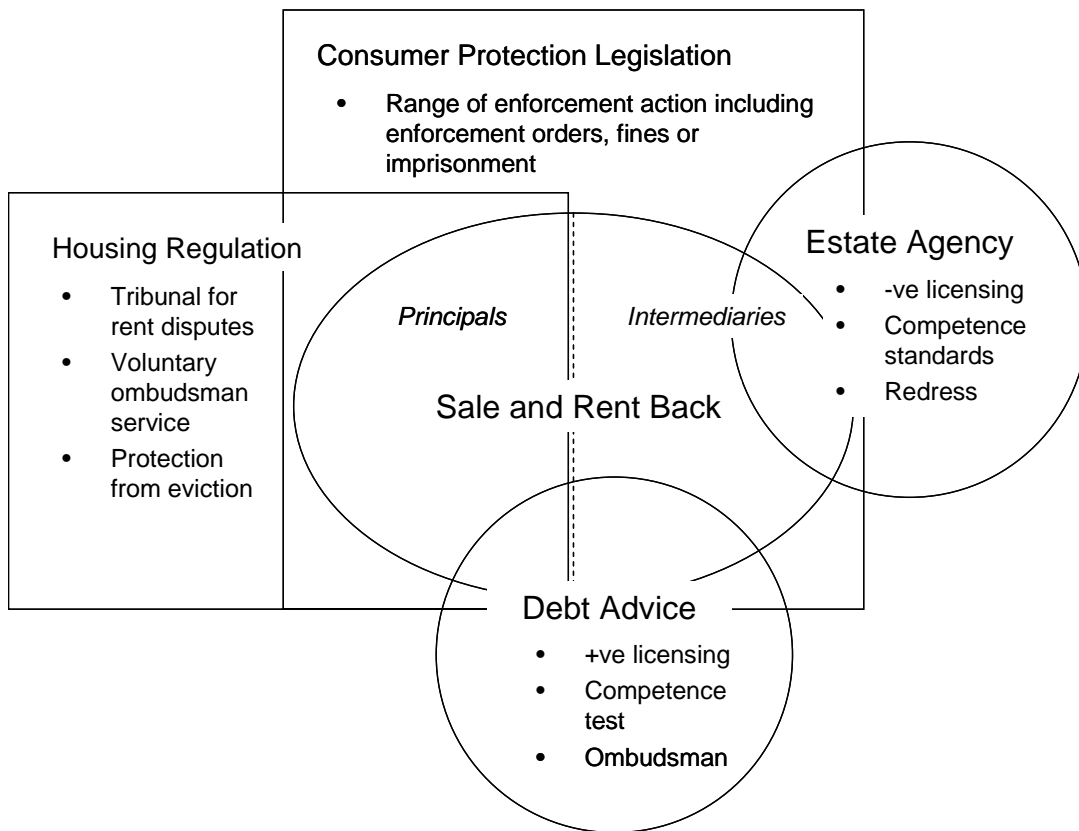 Consumer Protection Legislation
• Range of enforcement action including
enforcement orders, fines or
imprisonment
Housing Regulation
• Tribunal for
rent disputes
• Voluntary
ombudsman
service
• Protection
from eviction
Principals
Intermediaries
Sale and Rent Back
Estate Agency
• -ve licensing
• Competence
standards
• Redress
Debt Advice
• +ve licensing
• Competence
test
• Ombudsman